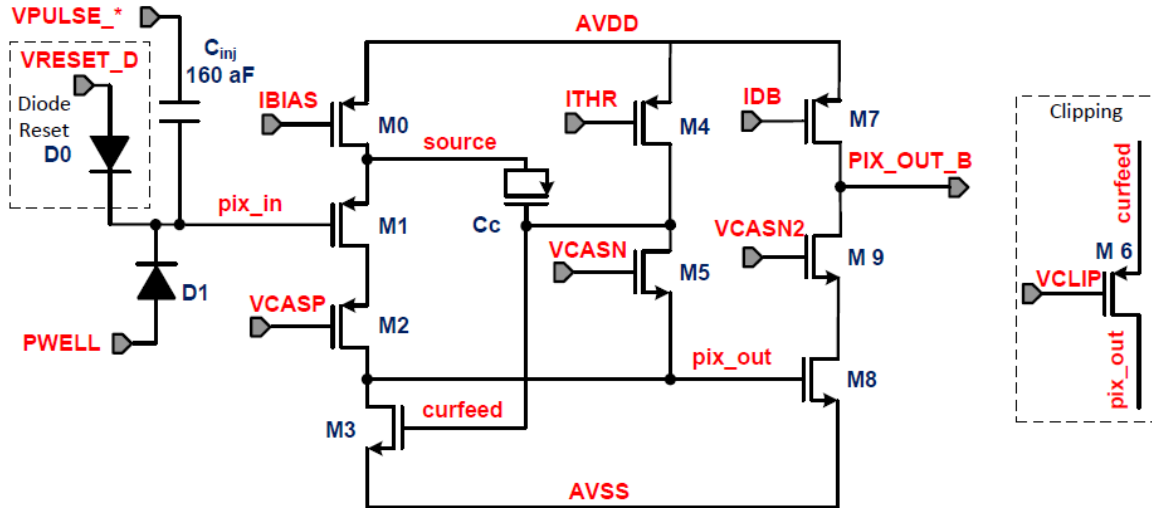 VPULSE_*
AVDD
VRESET_D
Cinj
160 aF
Diode
Reset
D0
IBIAS
M0
ITHR
M4
IDB
M7
Clipping
source
PIX_OUT_B
curfeed
pix_in
M1
Cc
VCASN
M5
VCASN2
M 9
M 6
D1
VCLIP
VCASP
M2
PWELL
pix_out
M8
pix_out
M3
curfeed
AVSS